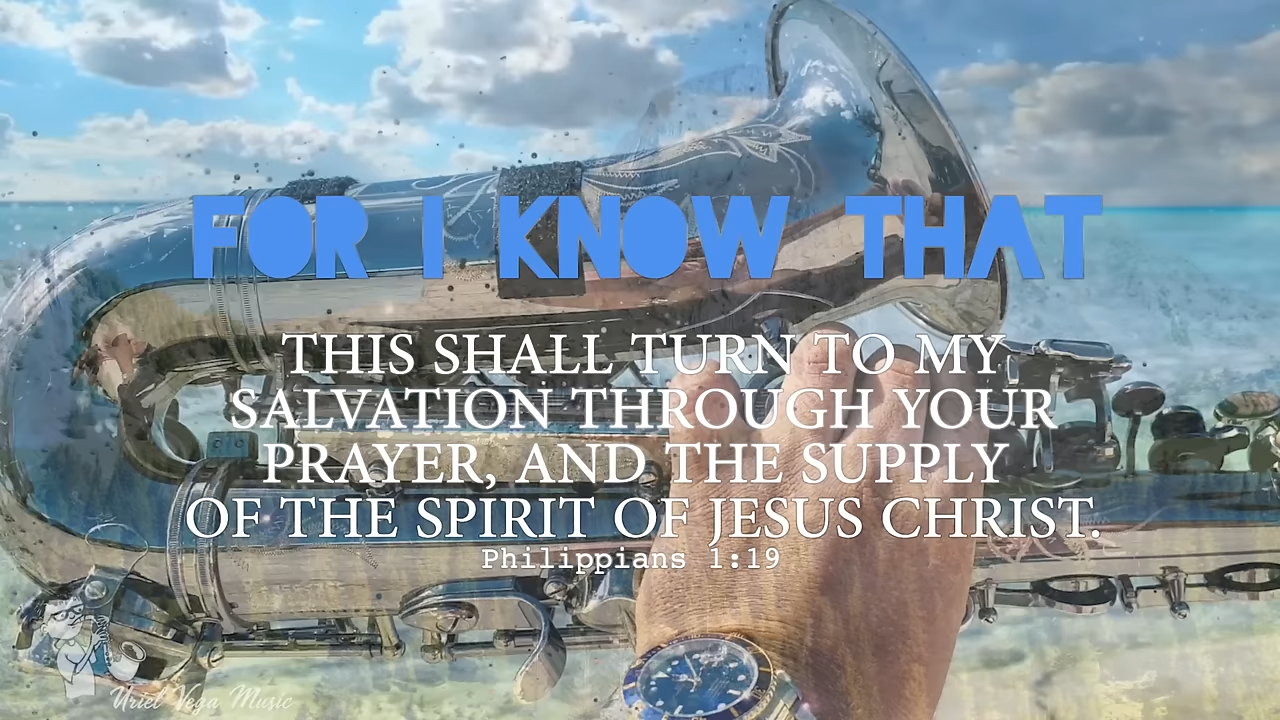 FOR I KNOW THAT
THIS SHALL TURN TO MY
SALVATION THROUGH YOUR
PRAYER, AND THE SUPPLY
OF THE SPIRIT OF JESUS CHRIST.
Philippians 1:19
Uriel Vega Music